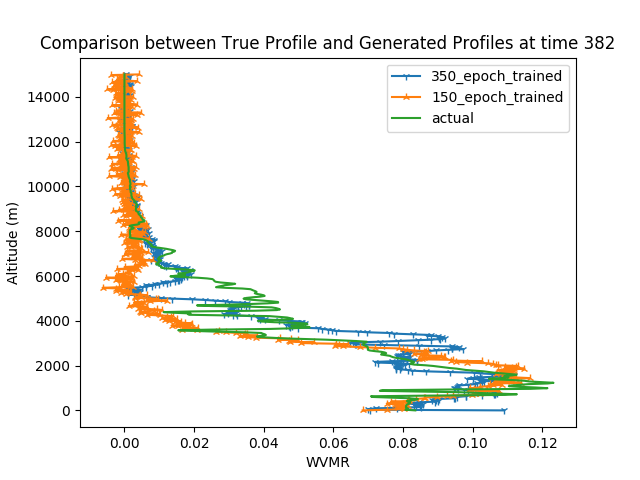 Comparison between True Profile and Generated Profiles at time 382
350_epoch_trained
150_epoch_trained
actual
Altitude (m)
14000
12000
10000
8000
6000
4000
2000
0
0.00 0.02 0.04 0.06 0.08 0.10 0.12
WVMR